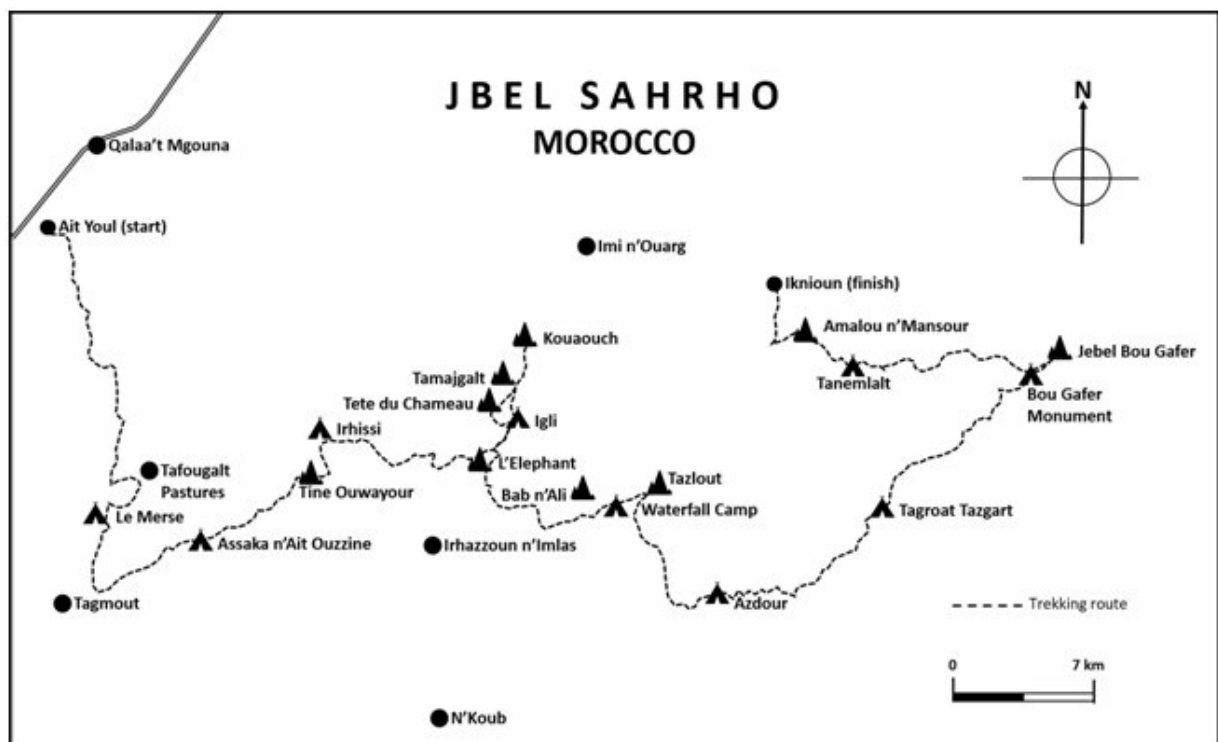 JBEL SAHRHO
MOROCCO
N
Qalaa't Mgouna
Ait Youl (start)
Imi n'Ouarg
Iknioun (finish)
Amalou n'Mansour
Kouaouch
Jebel Bou Gafer
Tamajgalt
Tanemlalt
Bou Gafer
Monument
Tete du Chameau
Igli
Irhissi
L'Elephant
Tafougalt
Pastures
Tine Ouwayour
Bab n'Ali
Tazlout
Le Merse
Waterfall Camp
Tagroat Tazgart
Assaka n'Ait Ouzzine
Irhazzoun n'Imlas
Tagmout
Azdour
Trekking route
0
7 km
N'Koub